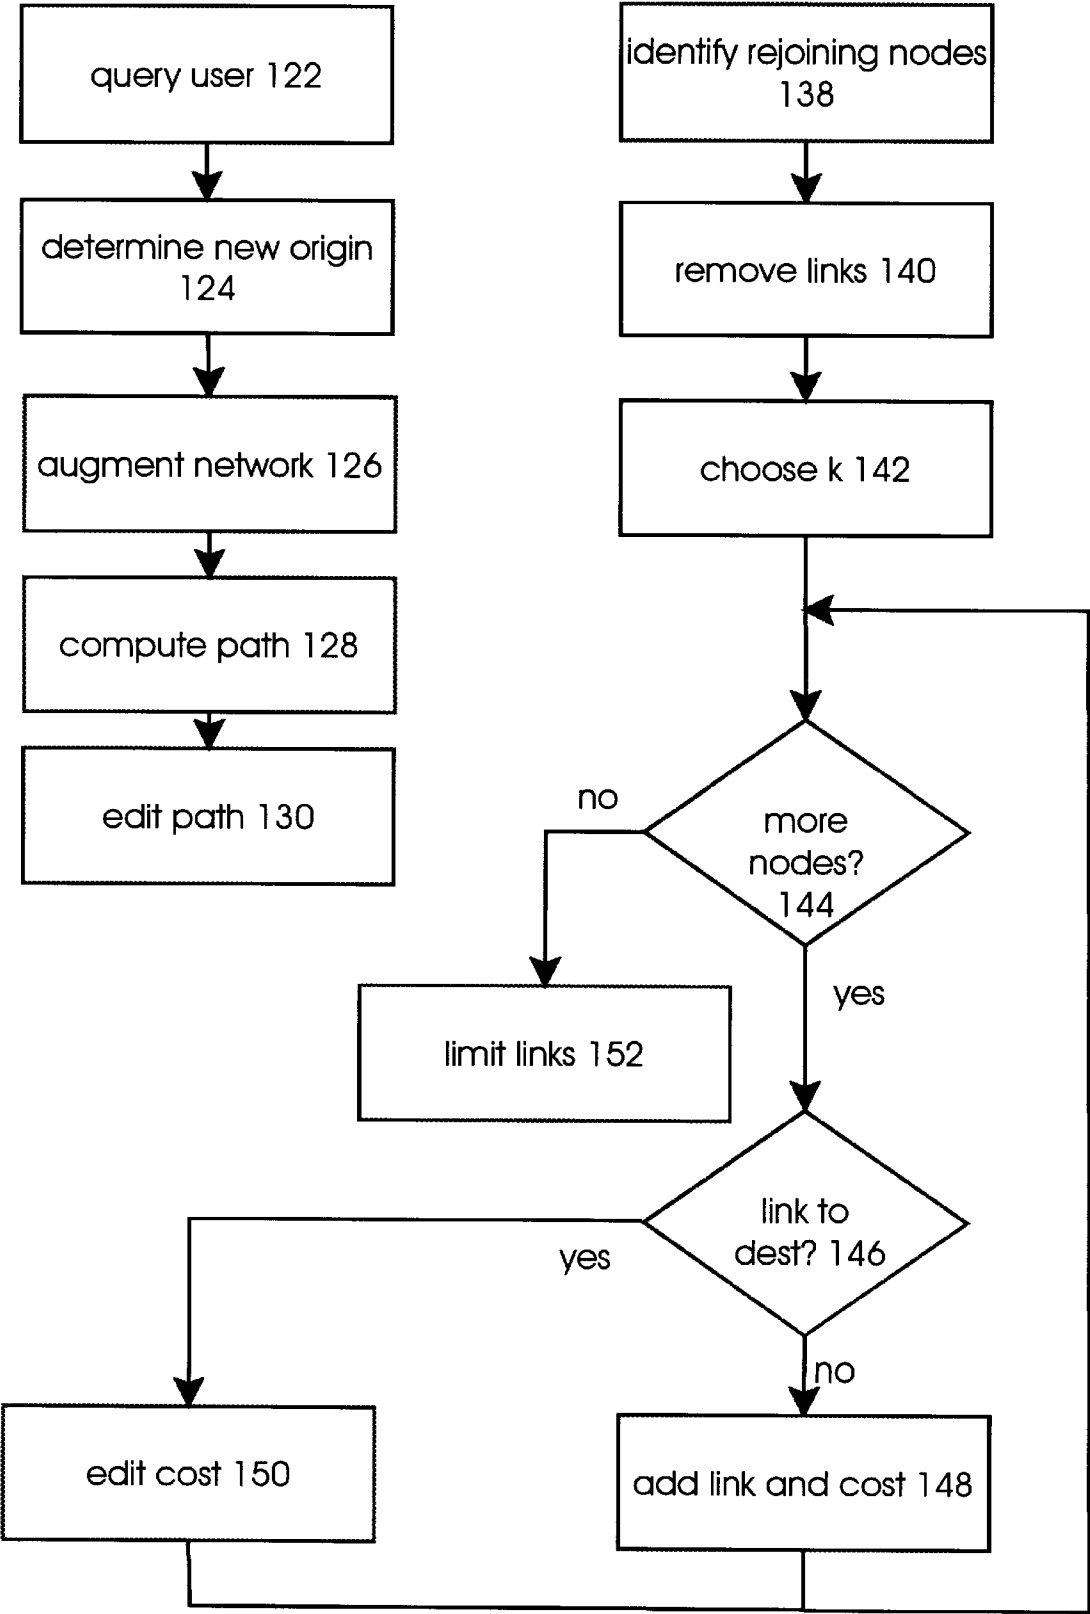 query user 122
determine new origin
124
augment network 126
compute path 128
edit path 130
identify rejoining nodes
138
remove links 140
choose k 142
more
nodes?
144
no
yes
limit links 152
link to
dest? 146
yes
no
edit cost 150
add link and cost 148